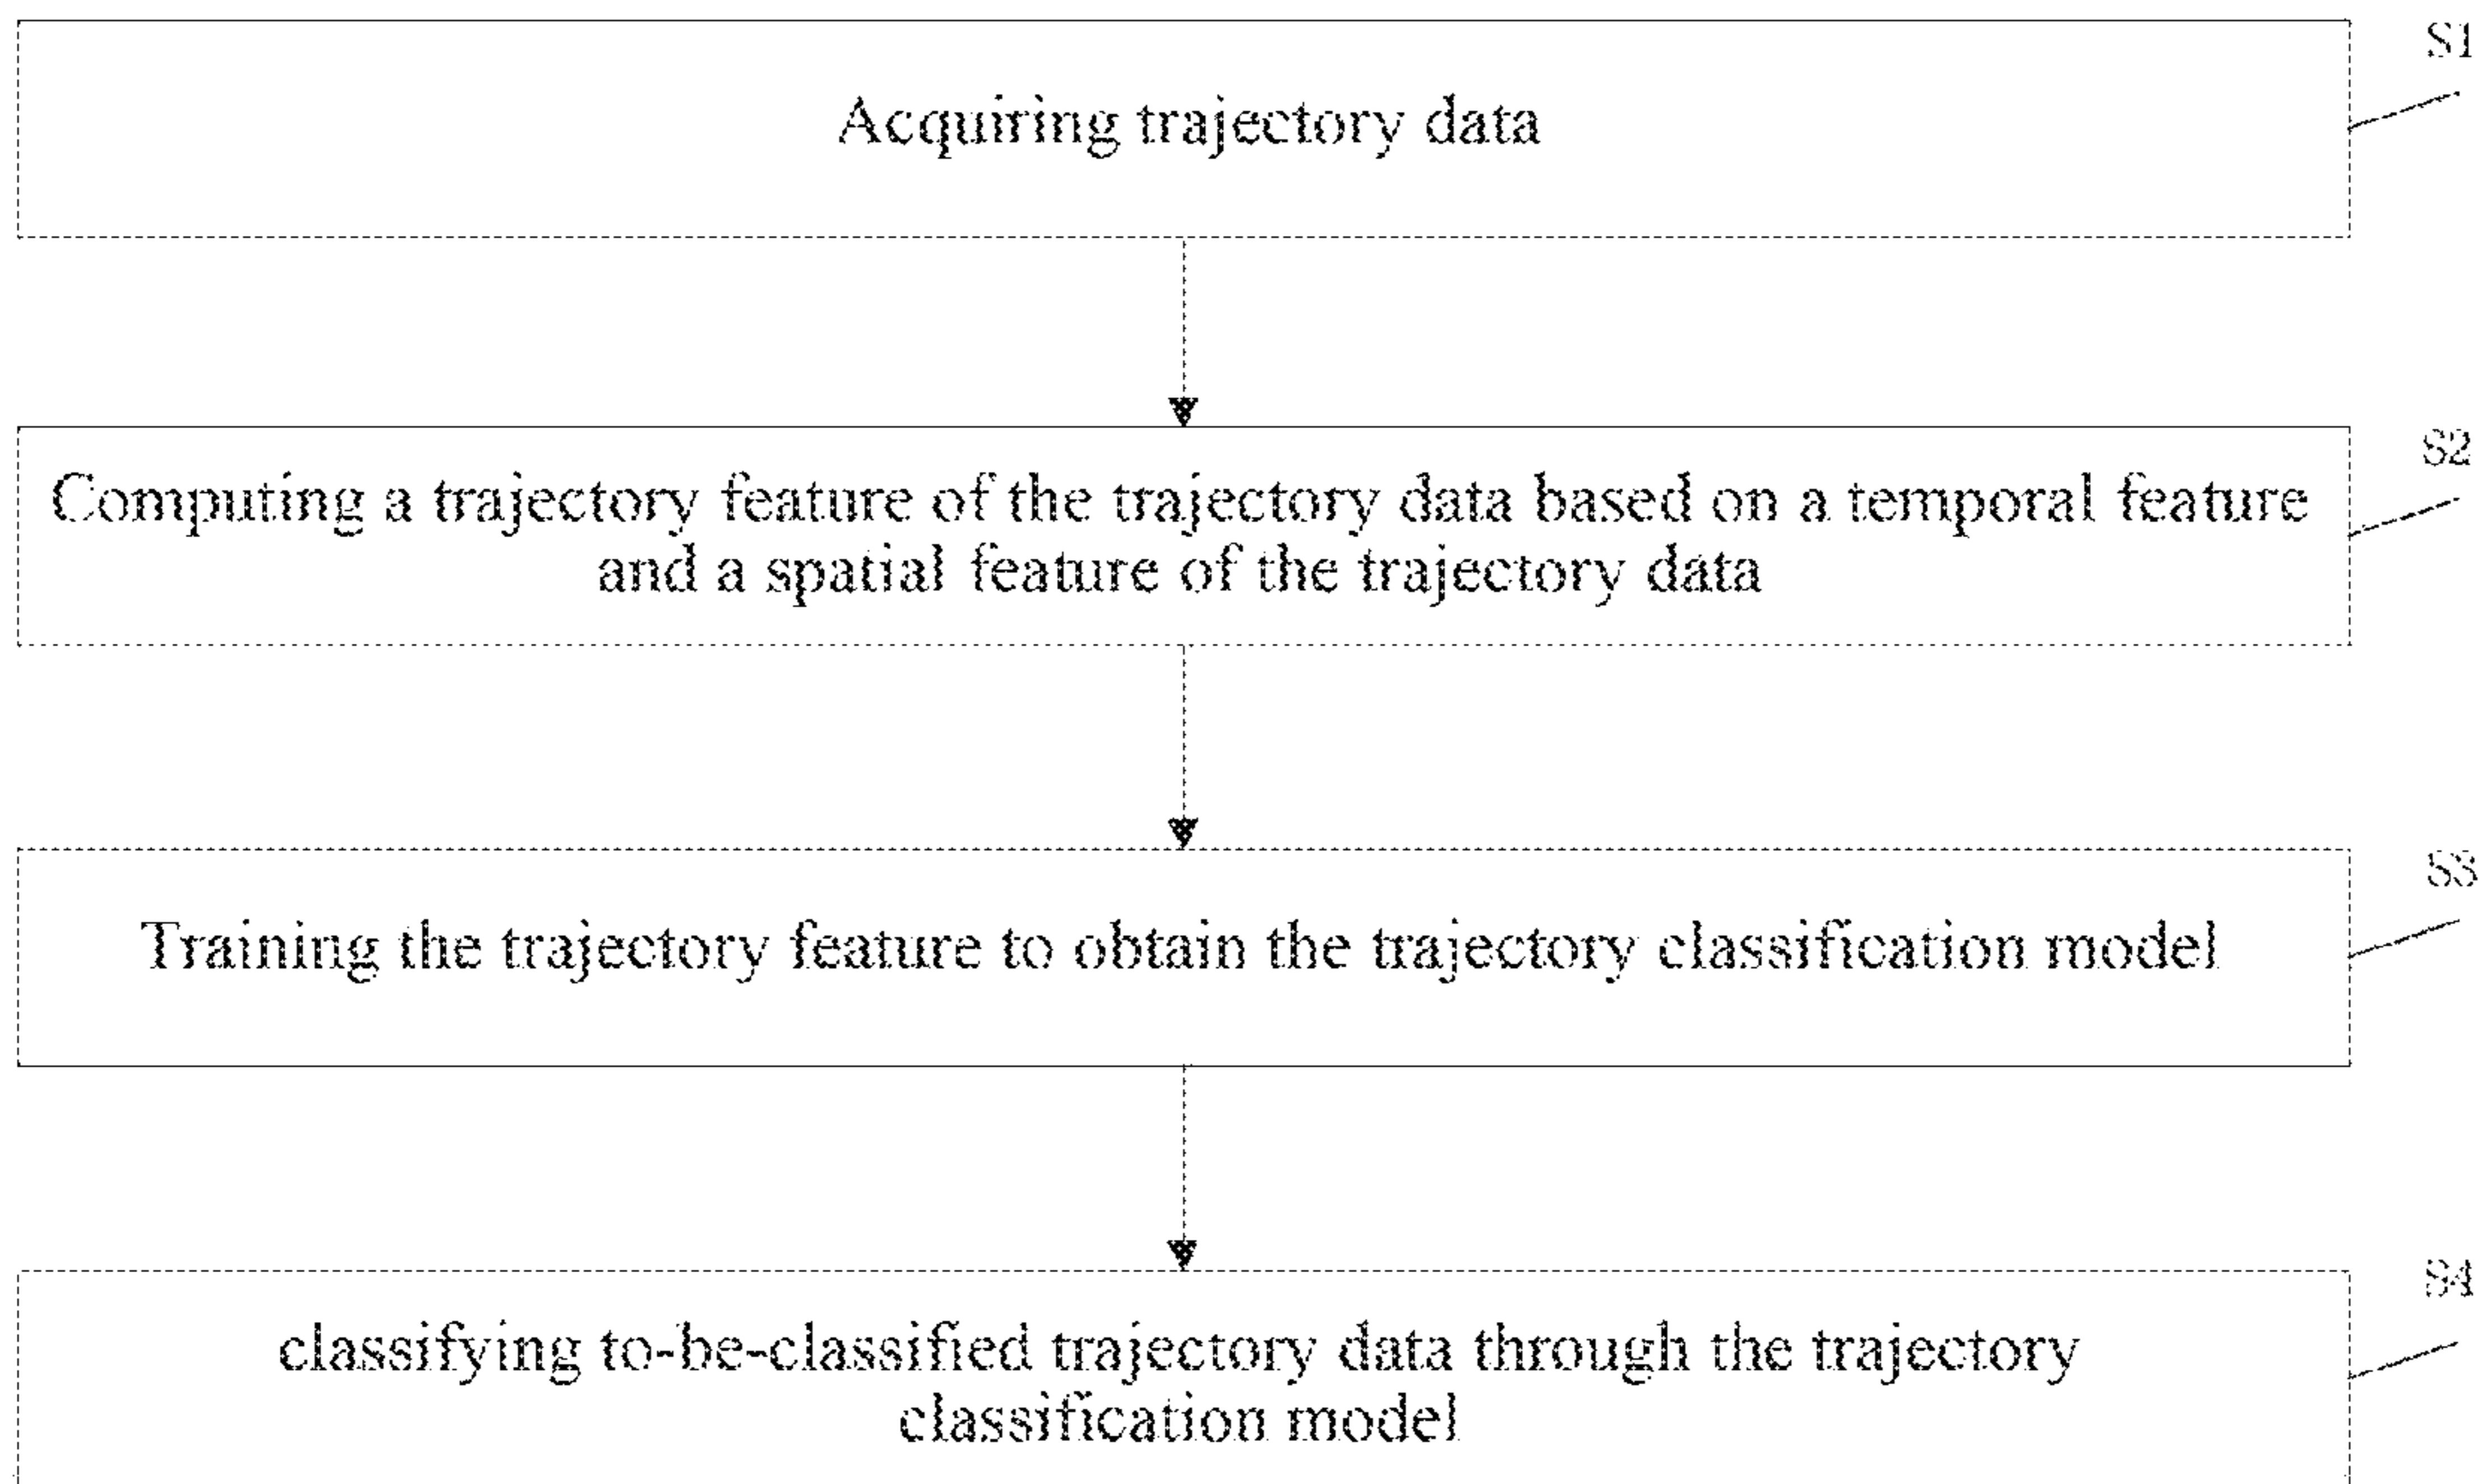 S1
Acquiring trajectory data
S2
Computing a trajectory feature of the trajectory data based on a temporal feature
and a spatial feature of the trajectory data
S3
Training the trajectory feature to obtain the trajectory classification model
S4
classifying to-be-classified trajectory data through the trajectory
classification model